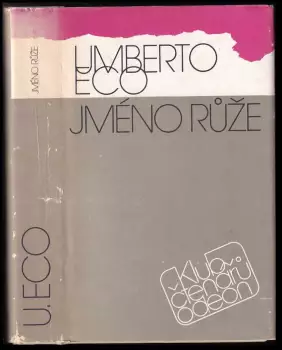 JMÉNO RŮŽE
U. ECO
UMBERTO
ECO
JMÉNO RŮŽE
klub
čtenářů
odeon